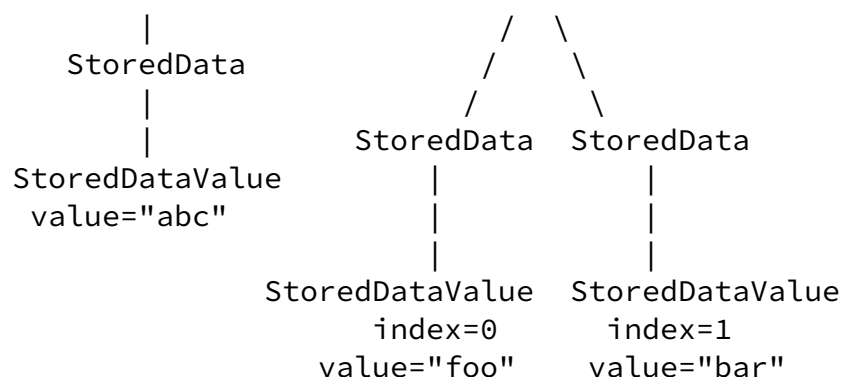 StoredData
StoredData StoredData
StoredDataValue
value="abc"
StoredDataValue StoredDataValue
index=0 index=1
value="foo" value="bar"